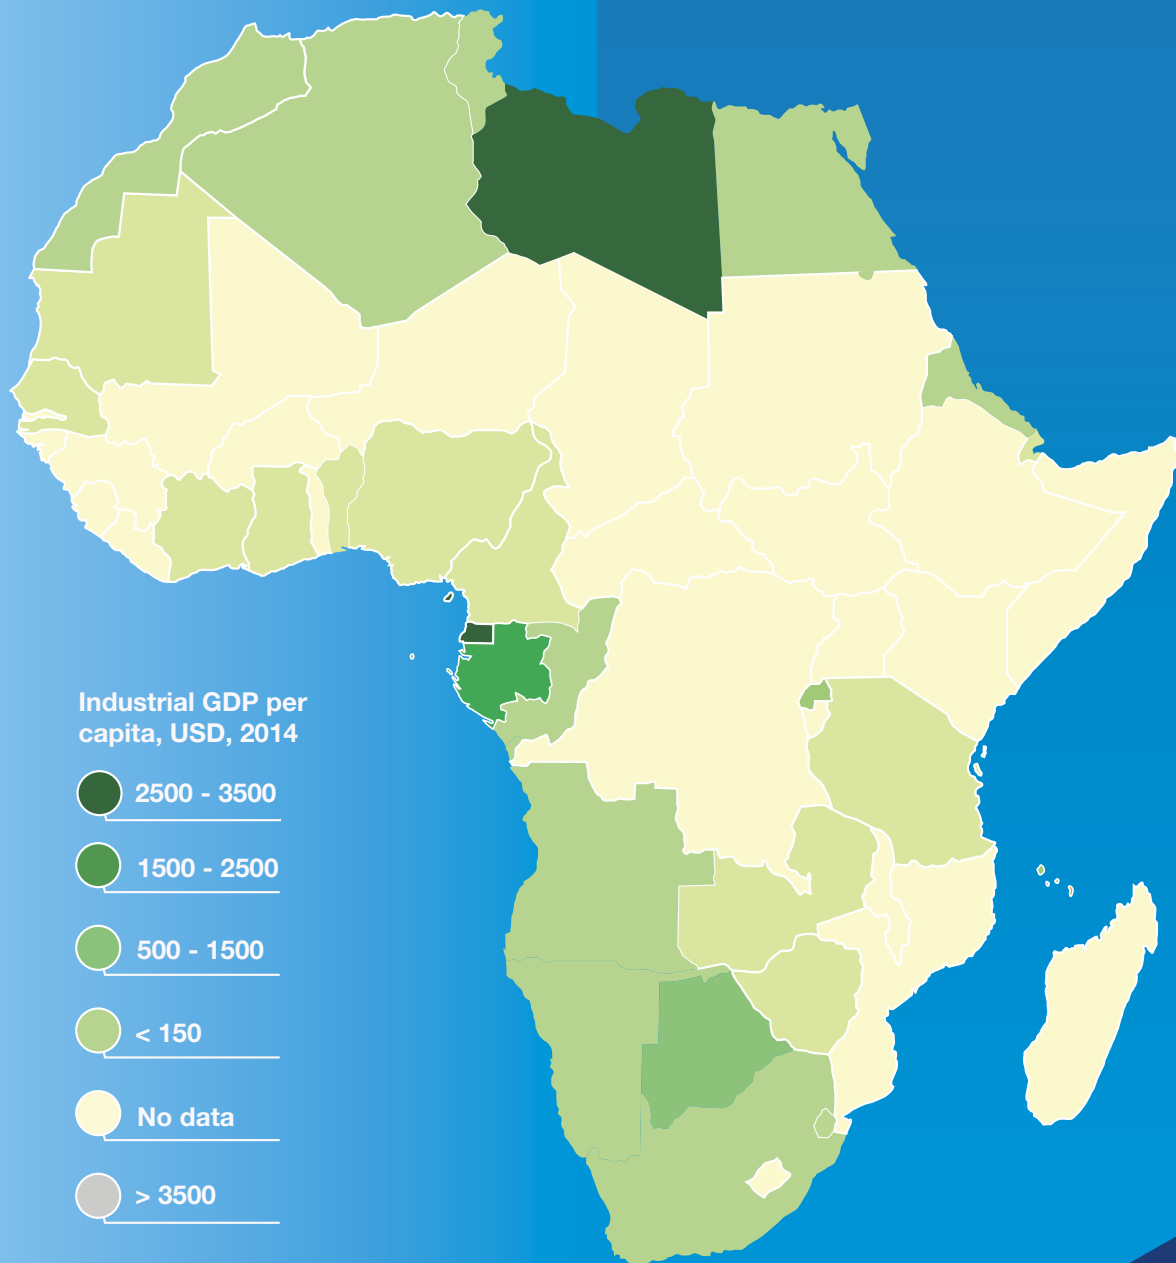 Industrial GDP per
capita, USD, 2014
2500 - 3500
1500 - 2500
500 - 1500
< 150
No data
> 3500